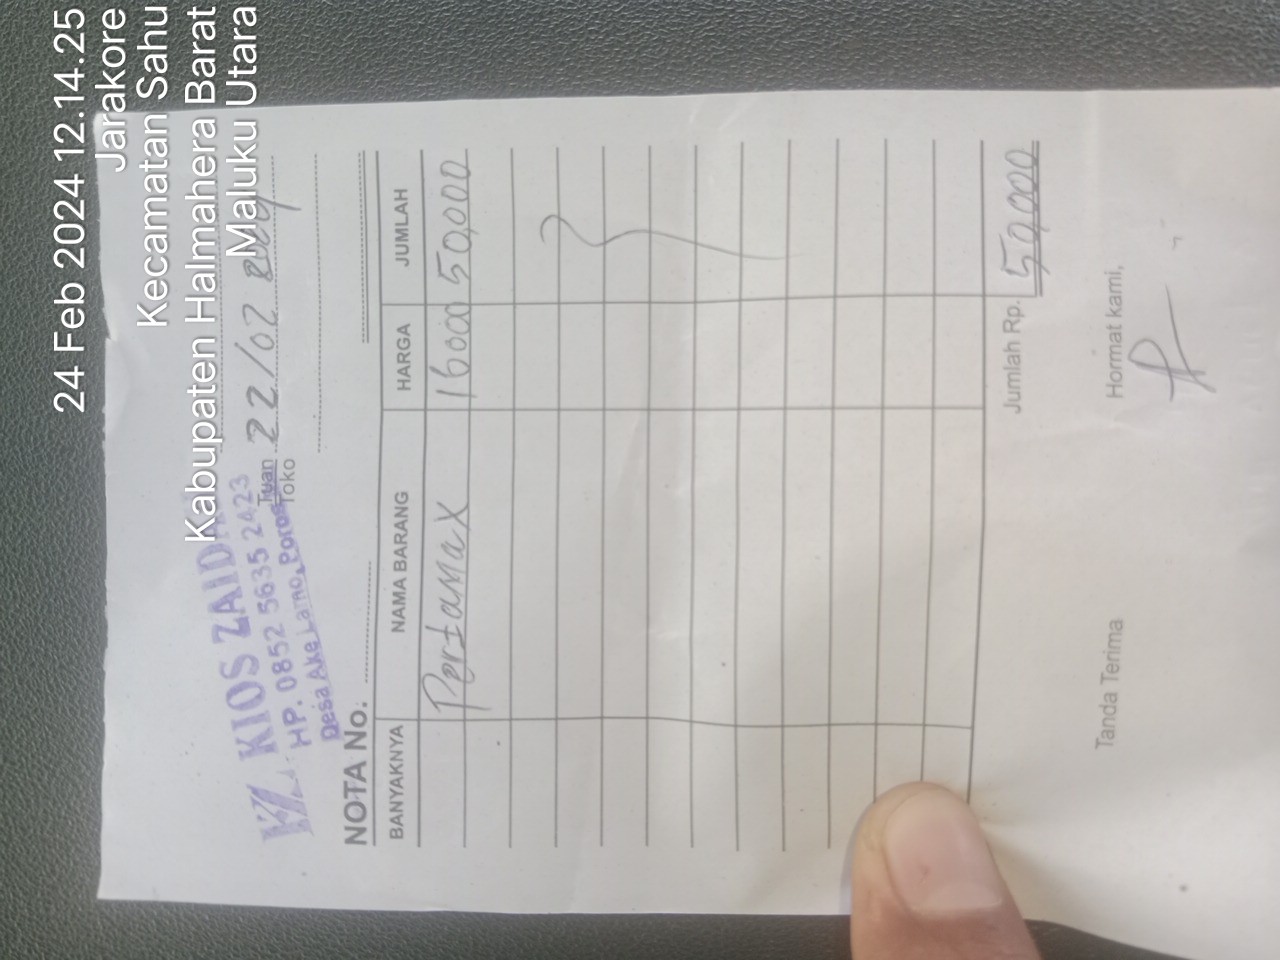 24 Feb 2024 12.14.25
Jarakore
Kecamatan Sahu
Kabupaten Halmahera Barat
Maluku Utara
KZ KIOS
HP. 0852 5635 2423
Desa Ake Lamo, Poros
22/02 2024
Tuan
Toko
NOTA No.
BANYAKNYA NAMA BARANG HARGA JUMLAH
Pertamax 16000 50,000
Jumlah Rp. 50,000
Tanda Terima Hormat kami,